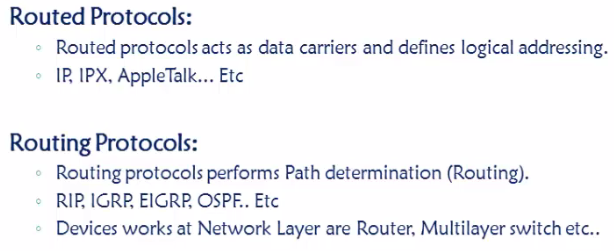 Routed Protocols:
◦ Routed protocols acts as data carriers and defines logical addressing.
◦ IP, IPX, AppleTalk... Etc
Routing Protocols:
◦ Routing protocols performs Path determination (Routing).
◦ RIP, IGRP, EIGRP, OSPF.. Etc
◦ Devices works at Network Layer are Router, Multilayer switch etc..